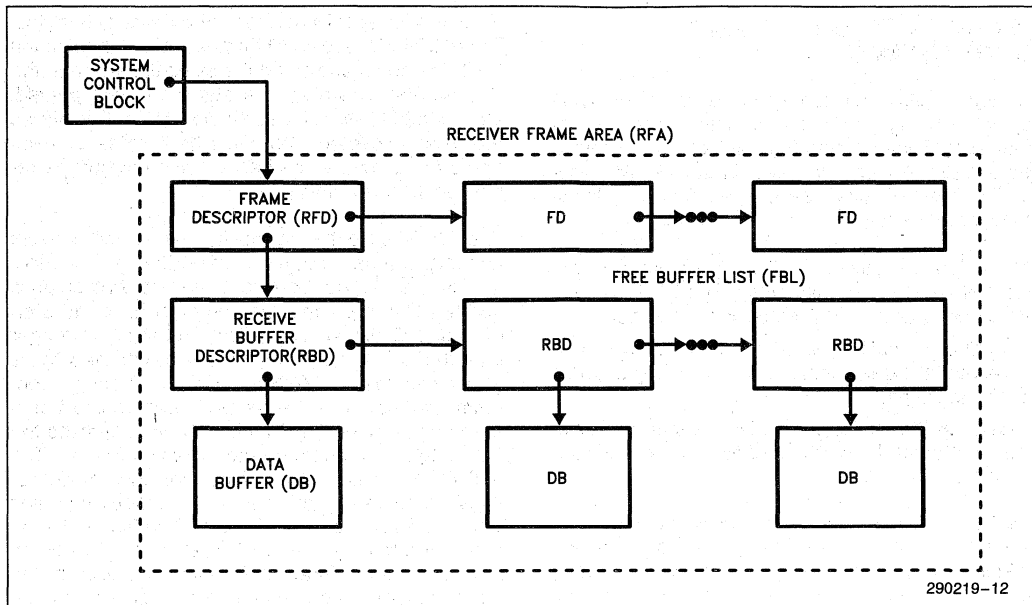 SYSTEM
CONTROL
BLOCK
RECEIVER FRAME AREA (RFA)
FRAME
DESCRIPTOR (RFD)
FD
FD
FREE BUFFER LIST (FBL)
RECEIVE
BUFFER
DESCRIPTOR(RBD)
RBD
RBD
DATA
BUFFER (DB)
DB
DB
290219-12